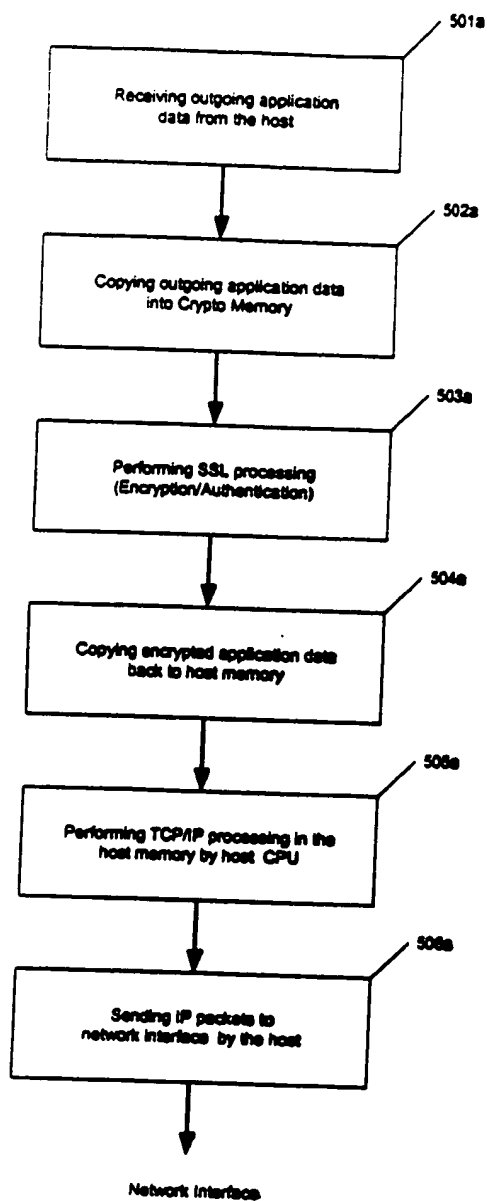 501a
Receiving outgoing application
data from the host
502a
Copying outgoing application data
into Crypto Memory
503a
Performing SSL processing
(Encryption/Authentication)
504a
Copying encrypted application data
back to host memory
505a
Performing TCP/IP processing in the
host memory by host CPU
506a
Sending IP packets to
network interface by the host
Network Interface